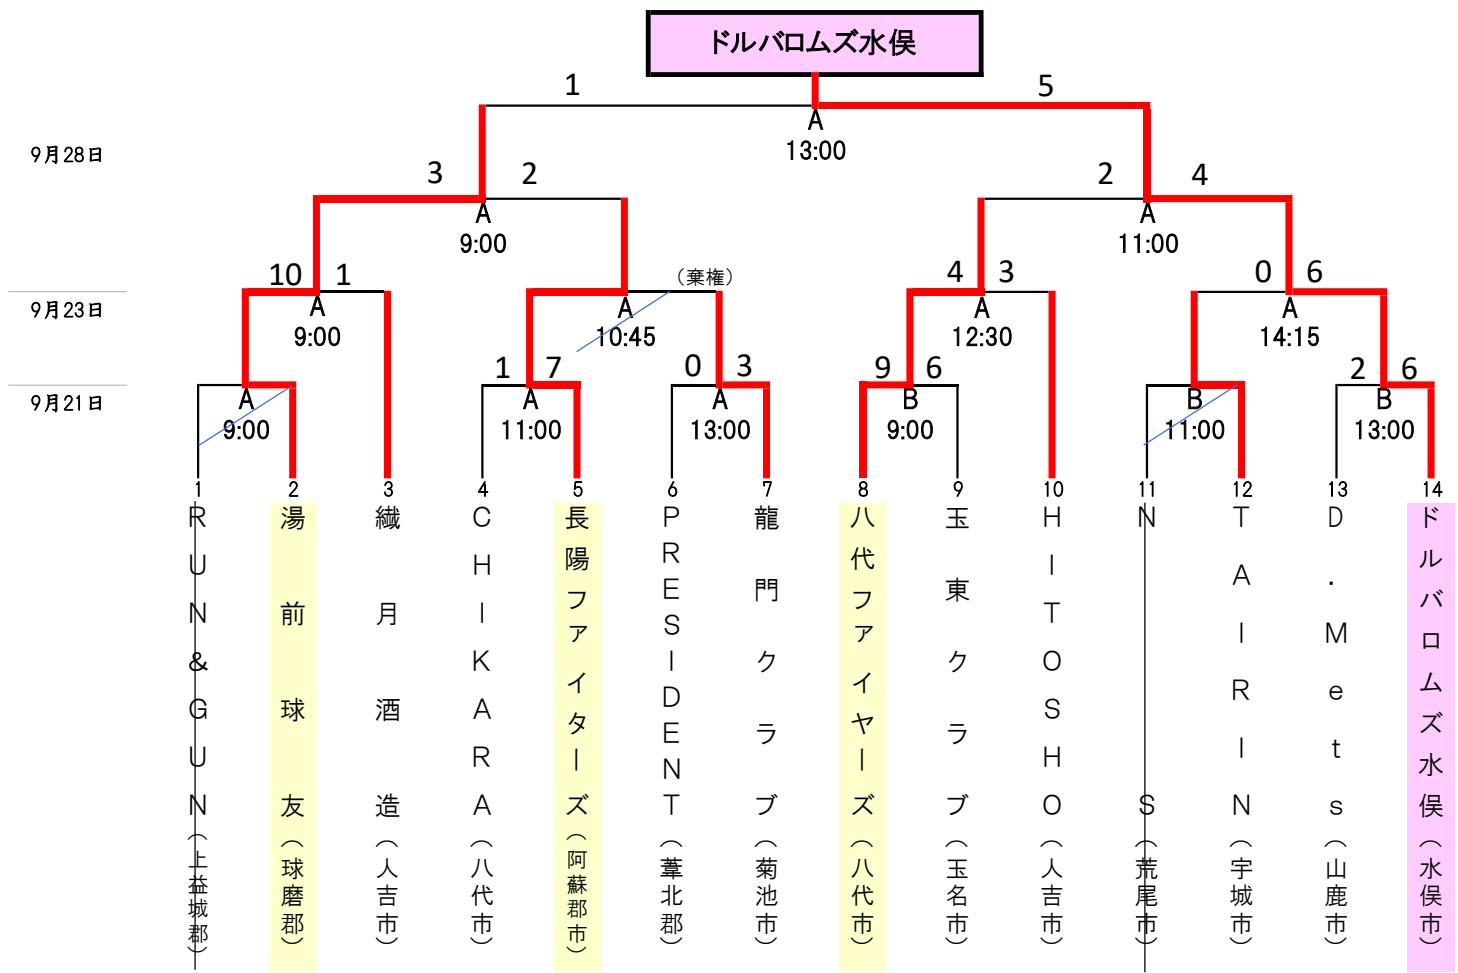 ドルバロムズ水俣
1 5
A
13:00
9月28日
3 2 2 4
A A
9:00 11:00
10 1 (棄権) 4 3 0 6
9月23日
A A A A
9:00 10:45 12:30 14:15
1 7 0 3 9 6 2 6
9月21日
A A A B B B
9:00 11:00 13:00 9:00 11:00 13:00
1 2 3 4 5 6 7 8 9 10 11 12 13 14
RUN&GUN(上益城郡)
湯前球友(球磨郡)
繊月酒造(人吉市)
CHIKARA(八代市)
長陽ファイターズ(阿蘇郡市)
PRESIDENT(葦北郡)
龍門クラブ(菊池市)
八代ファイヤーズ(八代市)
玉東クラブ(玉名市)
HITOSHO(人吉市)
NS(荒尾市)
TAIRIN(宇城市)
D.Mets(山鹿市)
ドルバロムズ水俣(水俣市)